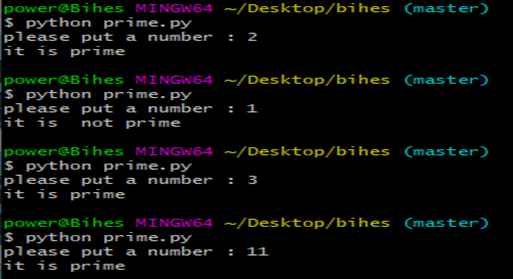 power@Bihes MINGW64 ~/Desktop/bihes (master)
$ python prime.py
please put a number : 2
it is prime
power@Bihes MINGW64 ~/Desktop/bihes (master)
$ python prime.py
please put a number : 1
it is  not prime
power@Bihes MINGW64 ~/Desktop/bihes (master)
$ python prime.py
please put a number : 3
it is prime
power@Bihes MINGW64 ~/Desktop/bihes (master)
$ python prime.py
please put a number : 11
it is prime